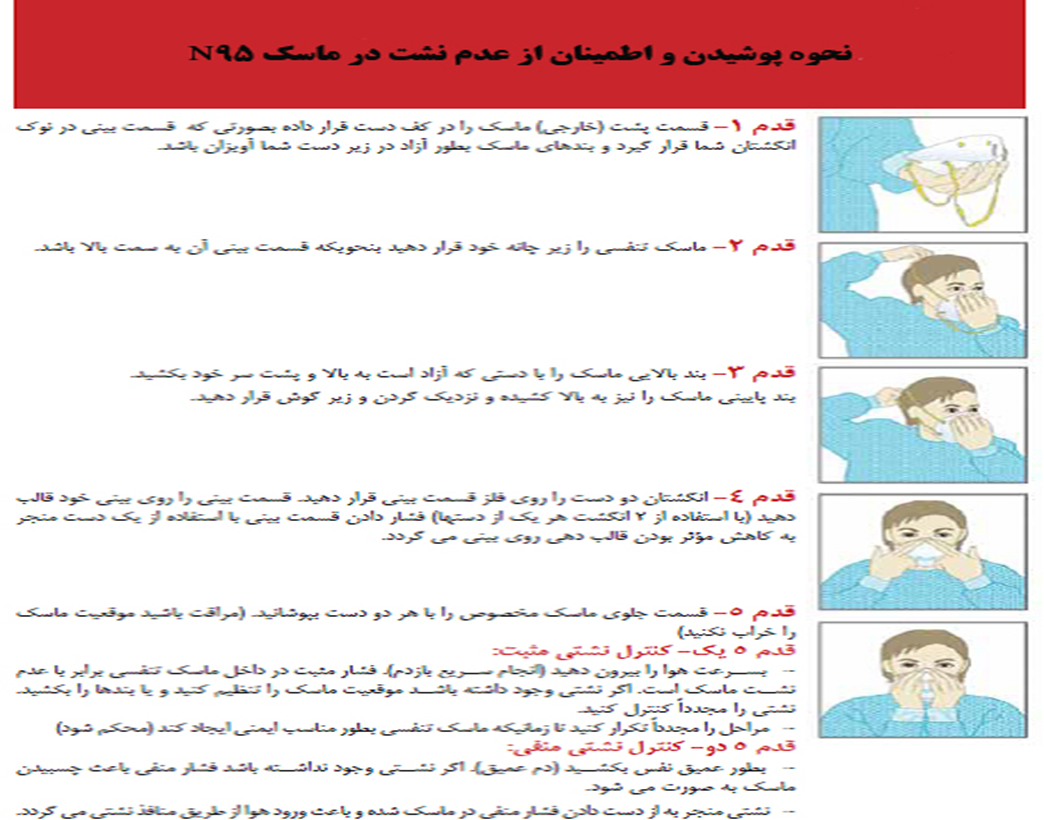 نحوه پوشیدن و اطمینان از عدم نشت در ماسک N۹۵
قدم ۱- قسمت پشت (خارجی) ماسک را در کف دست قرار داده بصورتی که قسمت بینی در نوک
انگشتان شما قرار گیرد و بندهای ماسک بطور آزاد در زیر دست شما آویزان باشد.
قدم ۲- ماسک تنفسی را زیر چانه خود قرار دهید بنحویکه قسمت بینی آن به سمت بالا باشد.
قدم ۳- بند بالایی ماسک را با دستی که آزاد است به بالا و پشت سر خود بکشید.
بند پایینی ماسک را نیز به بالا کشیده و نزدیک گردن و زیر گوش قرار دهید.
قدم ٤- انگشتان دو دست را روی فلز قسمت بینی قرار دهید. قسمت بینی را روی بینی خود قالب
دهید (با استفاده از ۲ انگشت هر یک از دستها) فشار دادن قسمت بینی با استفاده از یک دست منجر
به کاهش مؤثر بودن قالب دهی روی بینی می گردد.
قدم ۵- قسمت جلوی ماسک مخصوص را با هر دو دست بپوشانید. (مراقت باشید موقعیت ماسک
را خراب نکنید)
قدم ۵ یک- کنترل نشتی مثبت:
- بسرعت هوا را بیرون دهید (انجام سریع بازدم). فشار مثبت در داخل ماسک تنفسی برابر با عدم
نشت ماسک است. اگر نشتی وجود داشته باشد موقعیت ماسک را تنظیم کنید و یا بندها را بکشید.
نشتی را مجدداً کنترل کنید.
- مراحل را مجدداً تکرار کنید تا زمانیکه ماسک تنفسی بطور مناسب ایمنی ایجاد کند (محکم شود)
قدم ۵ دو- کنترل نشتی منفی:
- بطور عمیق نفس بکشید (دم عمیق). اگر نشتی وجود نداشته باشد فشار منفی باعث چسبیدن
ماسک به صورت می شود.
- نشتی منجر به از دست دادن فشار منفی در ماسک شده و باعث ورود هوا از طریق منافذ نشتی می گردد.